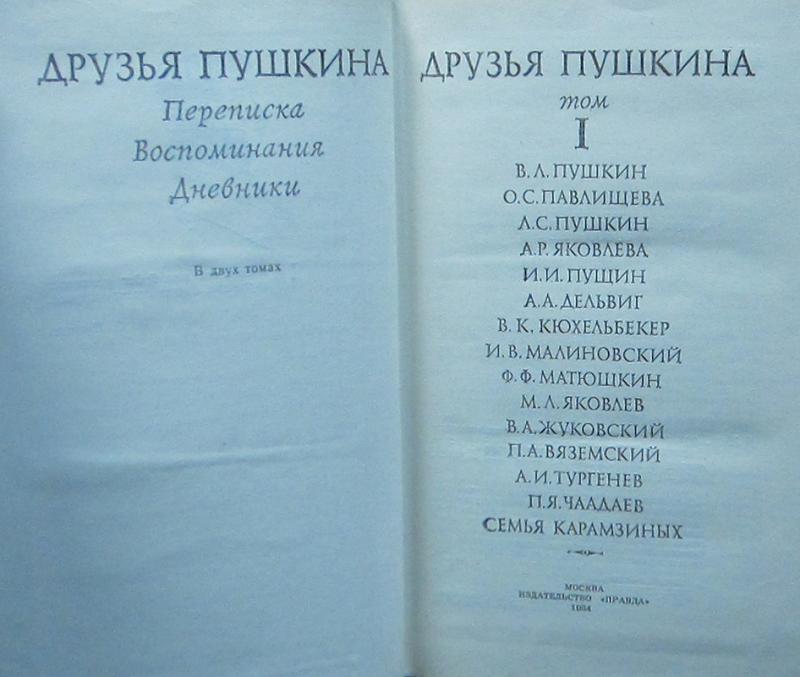 ДРУЗЬЯ ПУШКИНА
Переписка
Воспоминания
Дневники
В двух томах
ДРУЗЬЯ ПУШКИНА
том
I
В.Л.ПУШКИН
О.С.ПАВЛИЩЕВА
Л.С.ПУШКИН
А.Р.ЯКОВЛЕВА
И.И.ПУЩИН
А.А.ДЕЛЬВИГ
В.К.КЮХЕЛЬБЕКЕР
И.В.МАЛИНОВСКИЙ
Ф.Ф.МАТЮШКИН
М.Л.ЯКОВЛЕВ
В.А.ЖУКОВСКИЙ
П.А.ВЯЗЕМСКИЙ
А.И.ТУРГЕНЕВ
П.Я.ЧААДАЕВ
СЕМЬЯ КАРАМЗИНЫХ
МОСКВА
ИЗДАТЕЛЬСТВО «ПРАВДА»
1984